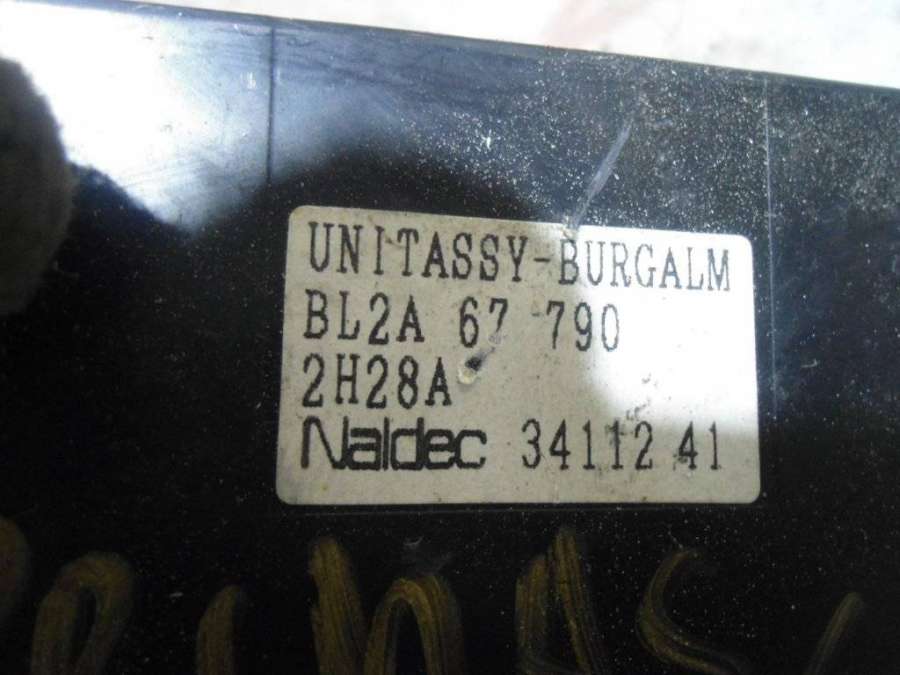 UNITASSY-BURGALM
BL2A 67 790
2H28A
Naldec 34112 41